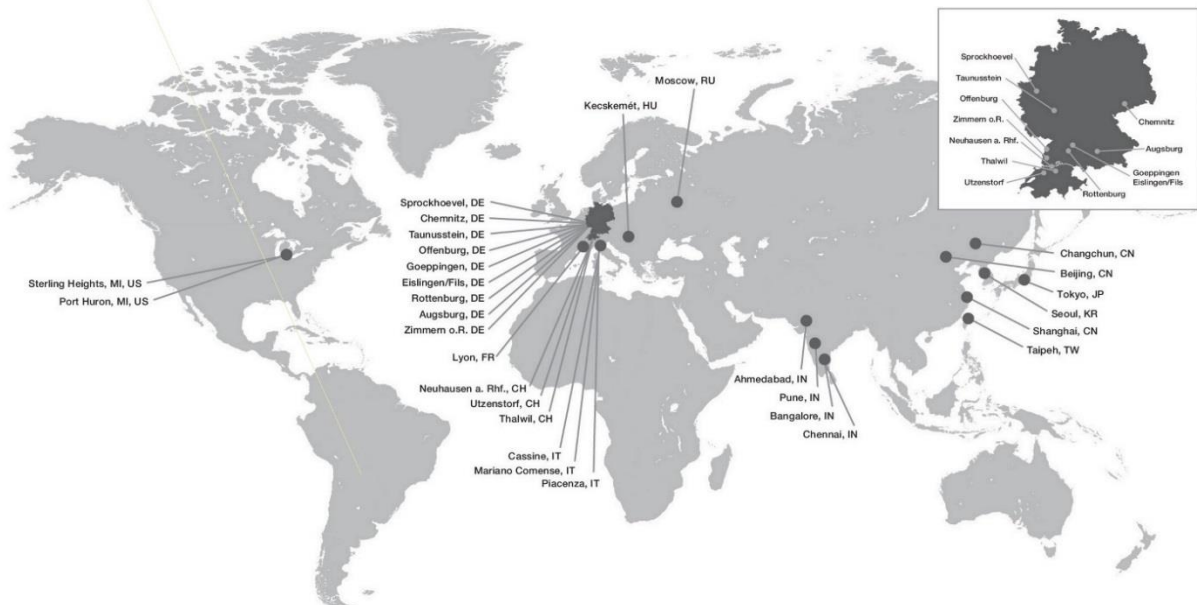 Moscow, RU
Kecskemét, HU
Sprockhoevel, DE
Chemnitz, DE
Taunusstein, DE
Offenburg, DE
Goeppingen, DE
Eislingen/Fils, DE
Rottenburg, DE
Augsburg, DE
Zimmern o.R. DE
Lyon, FR
Neuhausen a. Rhf., CH
Utzenstorf, CH
Thalwil, CH
Cassine, IT
Mariano Comense, IT
Piacenza, IT
Sterling Heights, MI, US
Port Huron, MI, US
Ahmedabad, IN
Pune, IN
Bangalore, IN
Chennai, IN
Changchun, CN
Beijing, CN
Tokyo, JP
Seoul, KR
Shanghai, CN
Taipeh, TW
Sprockhoevel
Taunusstein
Offenburg
Zimmern o.R.
Neuhausen a. Rhf.
Thalwil
Utzenstorf
Chemnitz
Augsburg
Goeppingen
Eislingen/Fils
Rottenburg